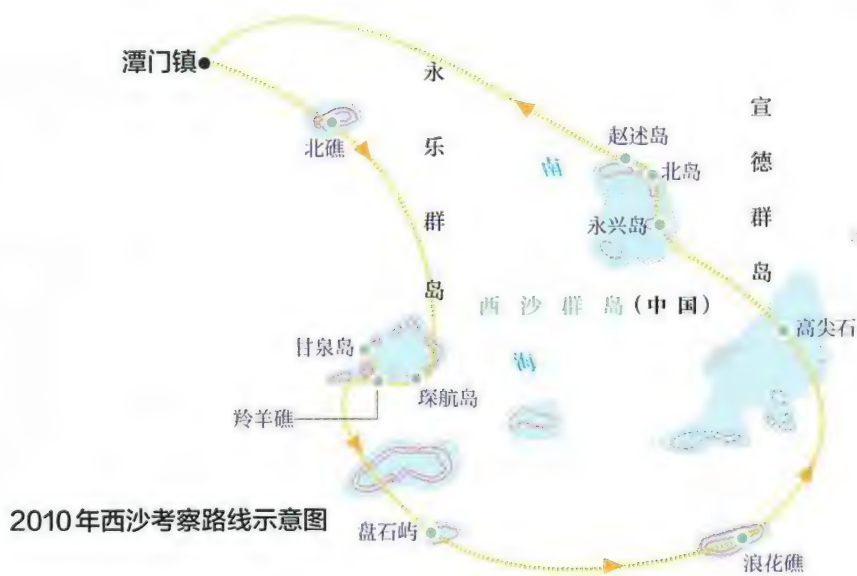 潭门镇
北礁
永乐群岛
宣德群岛
赵述岛
北岛
南海
永兴岛
西沙群岛(中国)
高尖石
甘泉岛
琛航岛
羚羊礁
盘石屿
浪花礁
2010年西沙考察路线示意图